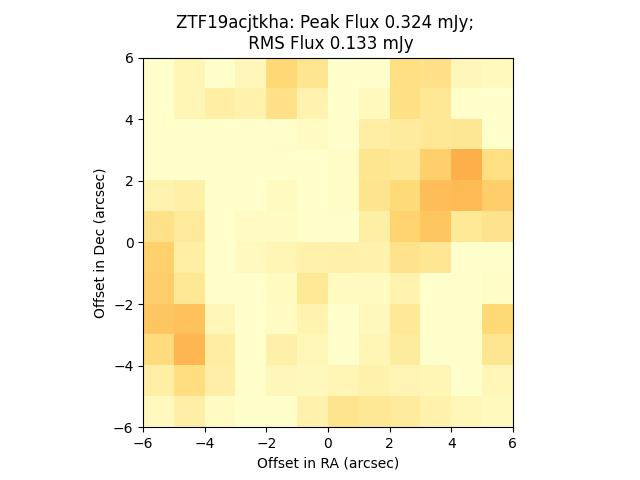 ZTF19acjtkha: Peak Flux 0.324 mJy;
RMS Flux 0.133 mJy
6
4
2
0
−2
−4
−6
Offset in Dec (arcsec)
−6 −4 −2 0 2 4 6
Offset in RA (arcsec)